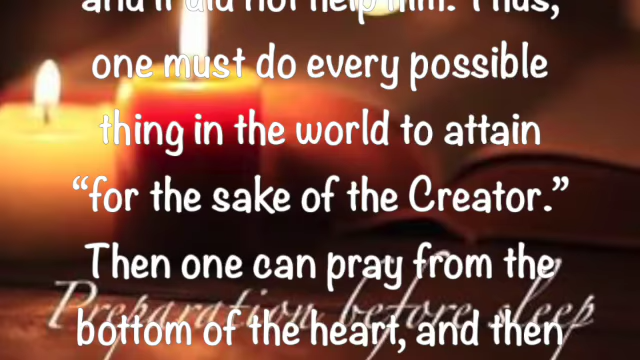 and it did not help him. Thus,
one must do every possible
thing in the world to attain
“for the sake of the Creator.”
Then one can pray from the
Preparation before sleep
bottom of the heart, and then